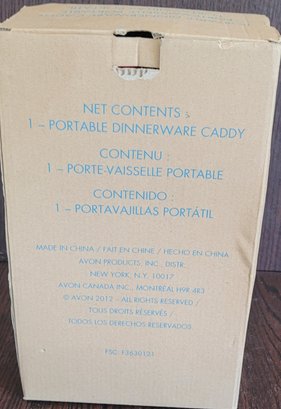 NET CONTENTS :
1 – PORTABLE DINNERWARE CADDY
CONTENU :
1 – PORTE-VAISSELLE PORTABLE
CONTENIDO :
1 – PORTAVAJILLAS PORTÁTIL
MADE IN CHINA / FAIT EN CHINE / HECHO EN CHINA
AVON PRODUCTS, INC., DISTR.
NEW YORK, N.Y. 10017
AVON CANADA INC., MONTRÉAL H9R 4R3
© AVON 2012 – ALL RIGHTS RESERVED /
TOUS DROITS RÉSERVÉS /
TODOS LOS DERECHOS RESERVADOS.
PSC F3630121